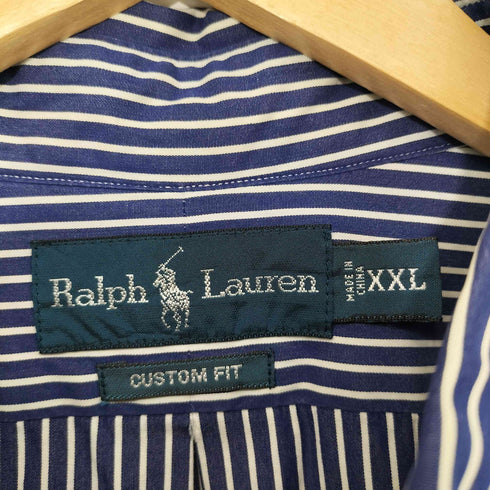 Ralph Lauren
MADE IN
CHINA
XXL
CUSTOM FIT